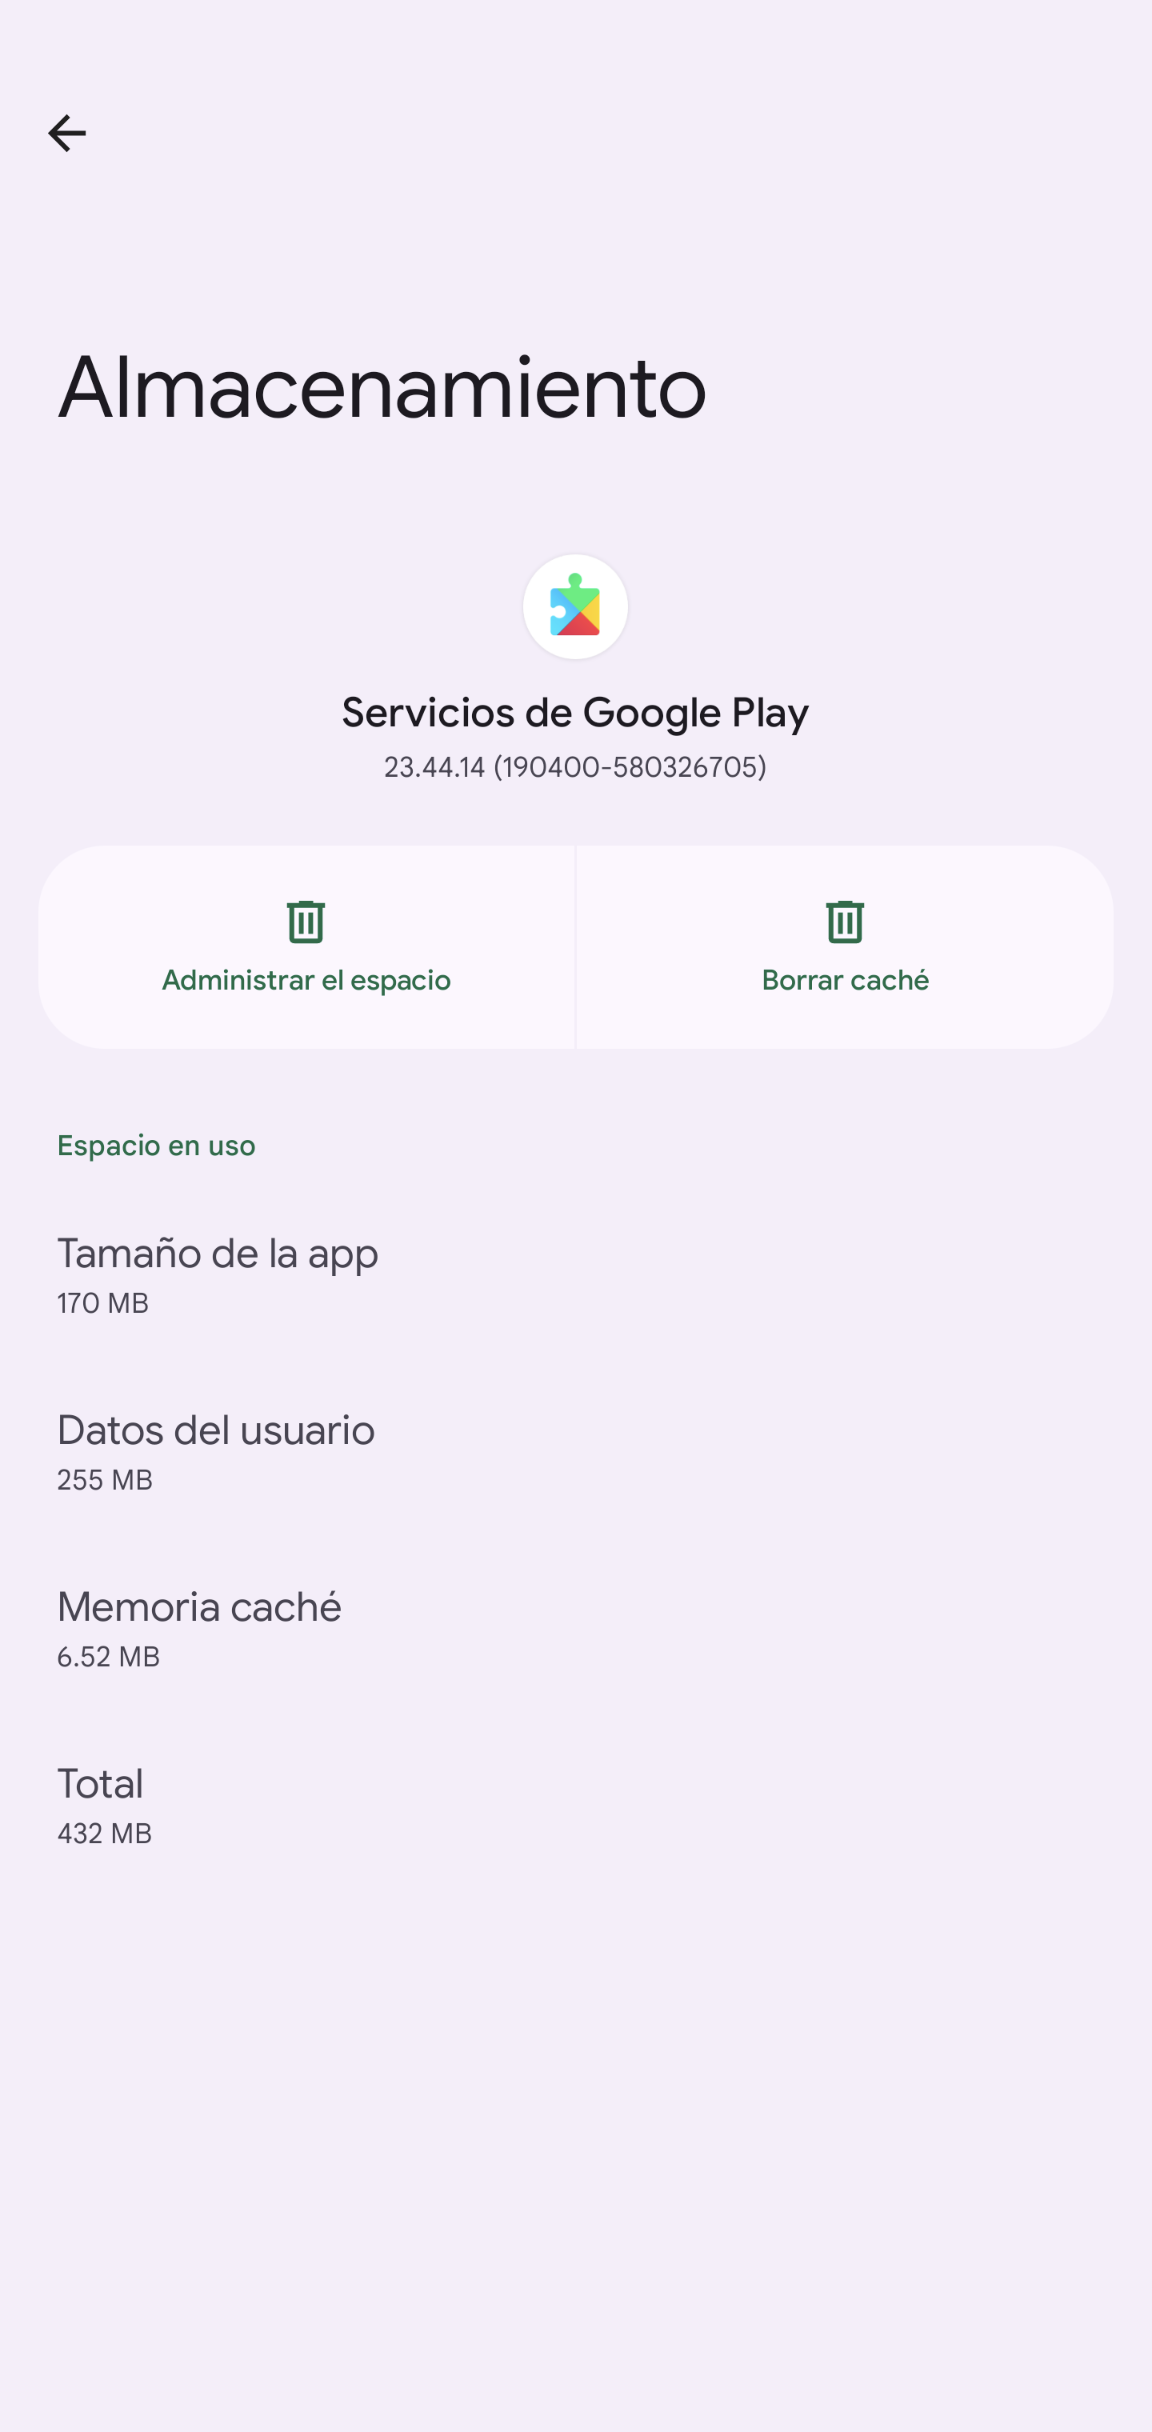 Almacenamiento
Servicios de Google Play
23.44.14 (190400-580326705)
Administrar el espacio
Borrar caché
Espacio en uso
Tamaño de la app
170 MB
Datos del usuario
255 MB
Memoria caché
6.52 MB
Total
432 MB